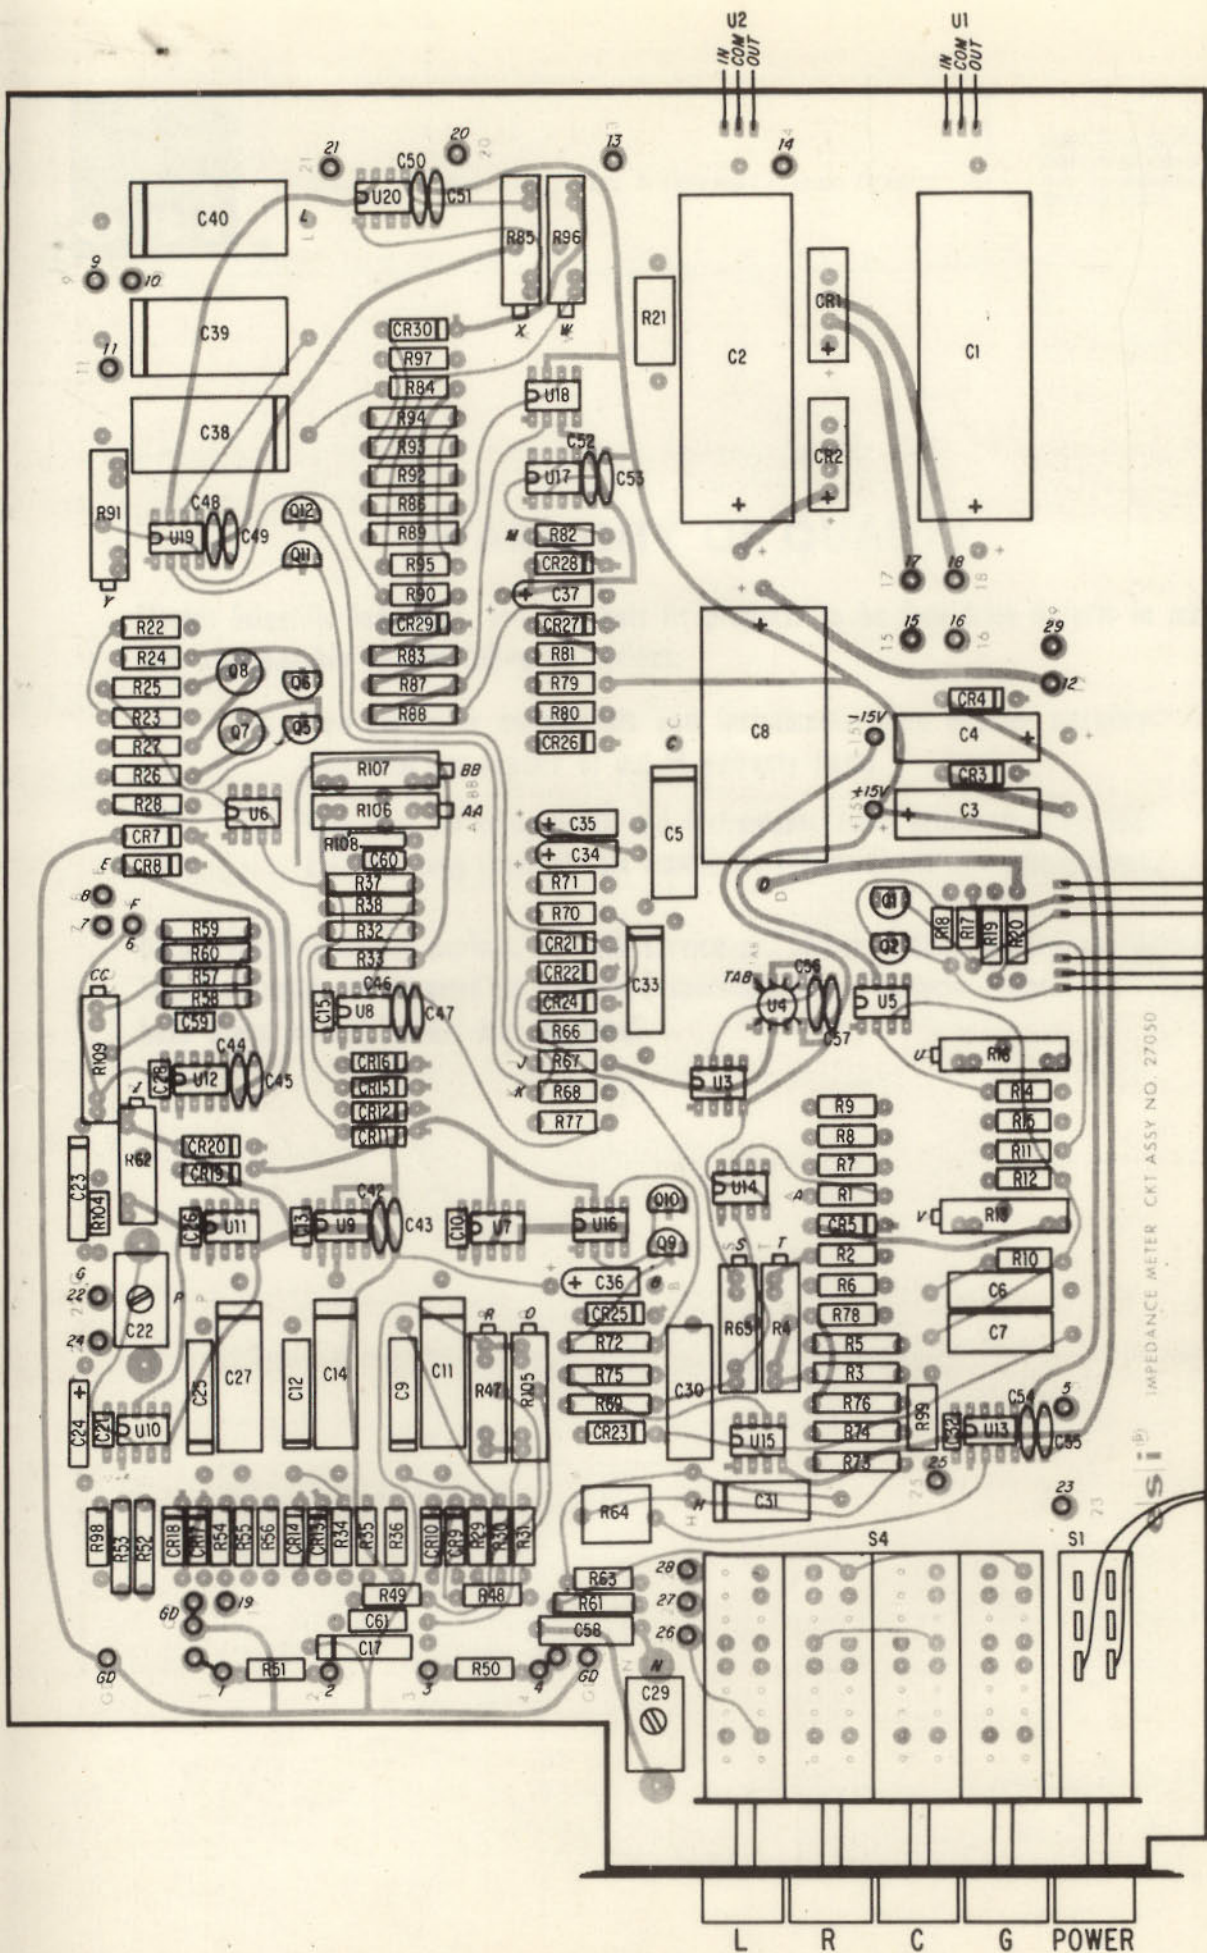 U2 U1
IN COM OUT IN COM OUT
21 20 13 14
C50
U20 C51
C40 L
R85 R96
9 10
X W
C39 CR30
R97
R84
11
R21 C2 CR1 C1
+
U18
C38 R94
R93
R92
R86
R89
C52
U17 C53
CR2
+ + +
R91 C48
U19 C49
Q12
Q11
Y
M R82
CR28
R95
R90 + C37
CR29 CR27
17 18
15 16 29
12
R22
R24
R25
R23
R27
R26
R28
CR7
E CR8
Q8 Q6
Q7 Q5
R83 R81
R87 R79
R88 R80
CR26
+
C8
CR4
-15V C4 +
CR3
+15V + C3
C
R107 BB
R106 AA
U6
R108
C60
+ C35
+ C34
C5
R37 R71
R38
R32 R70
R33 CR21
CR22
CR24
R66
J R67
K R68
R77
C33
D
Q1
Q2
R18 R17 R19 R20
8
7 F
6
R59
R60
R57
R58
C59
CC
R109
C46
C15 U8 C47
TAB C56
U4 U5
C57
U3
U R16
C44
C28 U12 C45
I
CR16
CR15
CR12
CR11
R9
R8
R7
A R1
CR5
R2
R6
R78
R5
R3
R76
R74
R73
R14
R15
R11
R12
V R13
R10
C6
C7
C23 R62
R104
CR20
CR19
C26 U11
C42
C13 U9 C43
C10 U7
U16
Q10
Q9
U14
S T
R65 R4
G
22
24
P
C22
+ C36 B
CR25
R72
R75
R69
CR23
C30
C25 C27 C12 C14 C9 C11
R O
R47 R105
+
C24 C21 U10
U15
R99
C32 U13 C54
C55
5
25
23
R64
H C31
IMPEDANCE METER CKT ASSY NO. 27050
esi®
R98 R53 R52 CR18 CR17 R54 R55 R56 CR14 CR13 R34 R35 R36 CR10 CR9 R29 R30 R31
S4 S1
28
27
26
R63
R61
C58
GD 19
R49 R48
C61
C17
GD 1 R51 2 3 R50 4 GD
N
C29
L R C G POWER